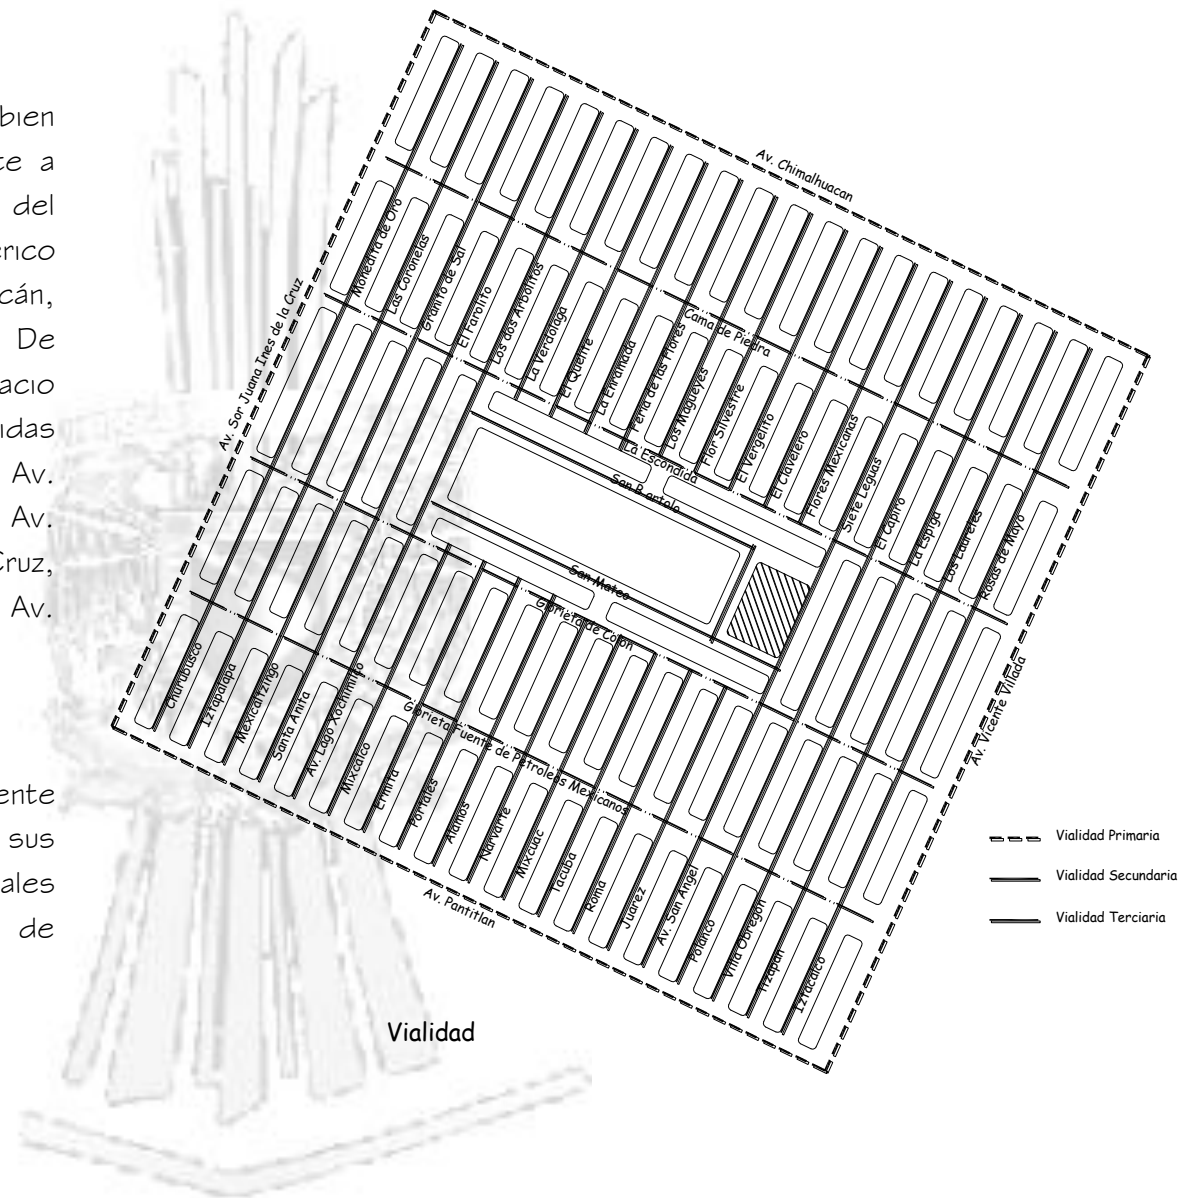 bien
te a
del
érico
cán,
De
acio
idas
Av.
Av.
Cruz,
Av.
ente
sus
ales
de
Av. Chimalhuacan
Av. Sor Juana Ines de la Cruz
Monedita de Oro
Las Coronelas
Granito de Sal
El Farolito
Los dos Arbolitos
La Verdolaga
El Quelite
La Enramada
Feria de las Flores
Los Magueyes
Flor Silvestre
El Vergelito
El Clavelero
Flores Mexicanas
Siete Leguas
El Capiro
La Espiga
Los Laureles
Rosas de Mayo
Cama de Piedra
La Escondida
San Bartolo
San Mateo
Glorieta de Colon
Glorieta Fuente de Petroleos Mexicanos
Av. Vicente Villada
Churubusco
Iztapalapa
Mexicaltzingo
Santa Anita
Av. Lago Xochimilco
Mixcalco
Ermita
Portales
Alamos
Narvarte
Mixcuac
Tacuba
Roma
Juarez
Av. San Angel
Polanco
Villa Obregon
Tizapan
Iztacalco
Av. Pantitlan
Vialidad Primaria
Vialidad Secundaria
Vialidad Terciaria
Vialidad